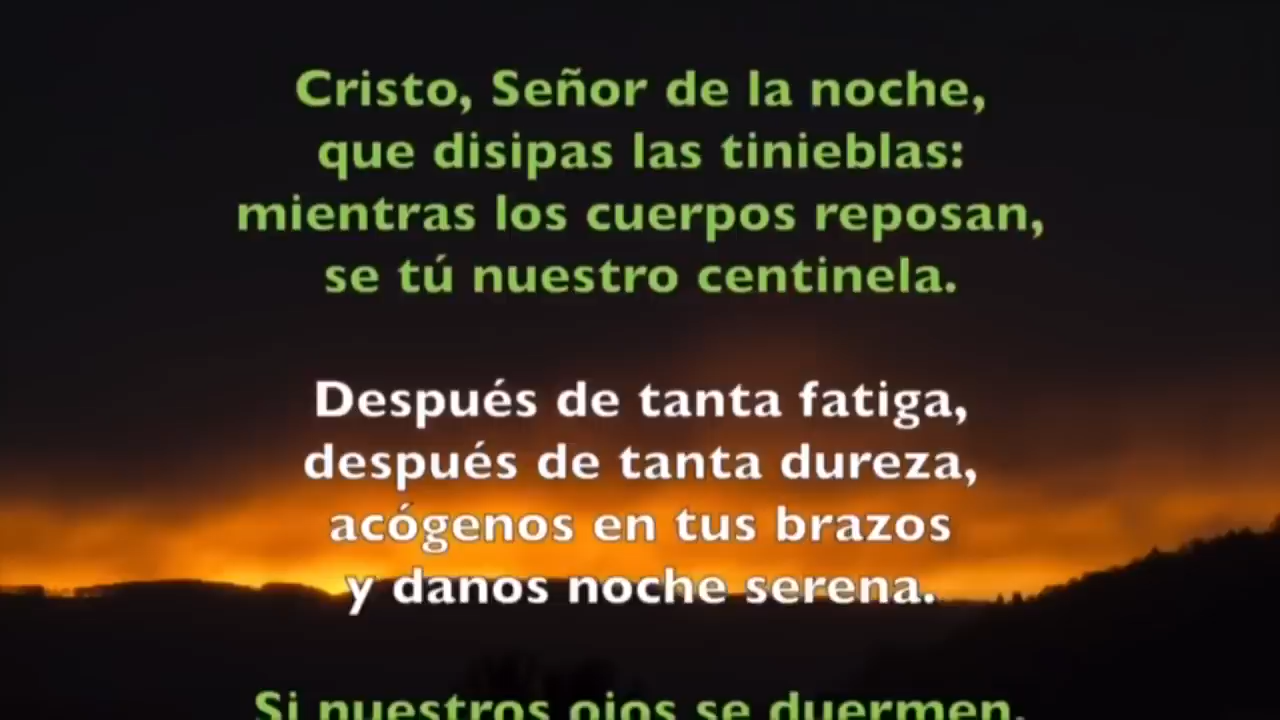 Cristo, Señor de la noche,
que disipas las tinieblas:
mientras los cuerpos reposan,
se tú nuestro centinela.
Después de tanta fatiga,
después de tanta dureza,
acógenos en tus brazos
y danos noche serena.
Si nuestros ojos se duermen,